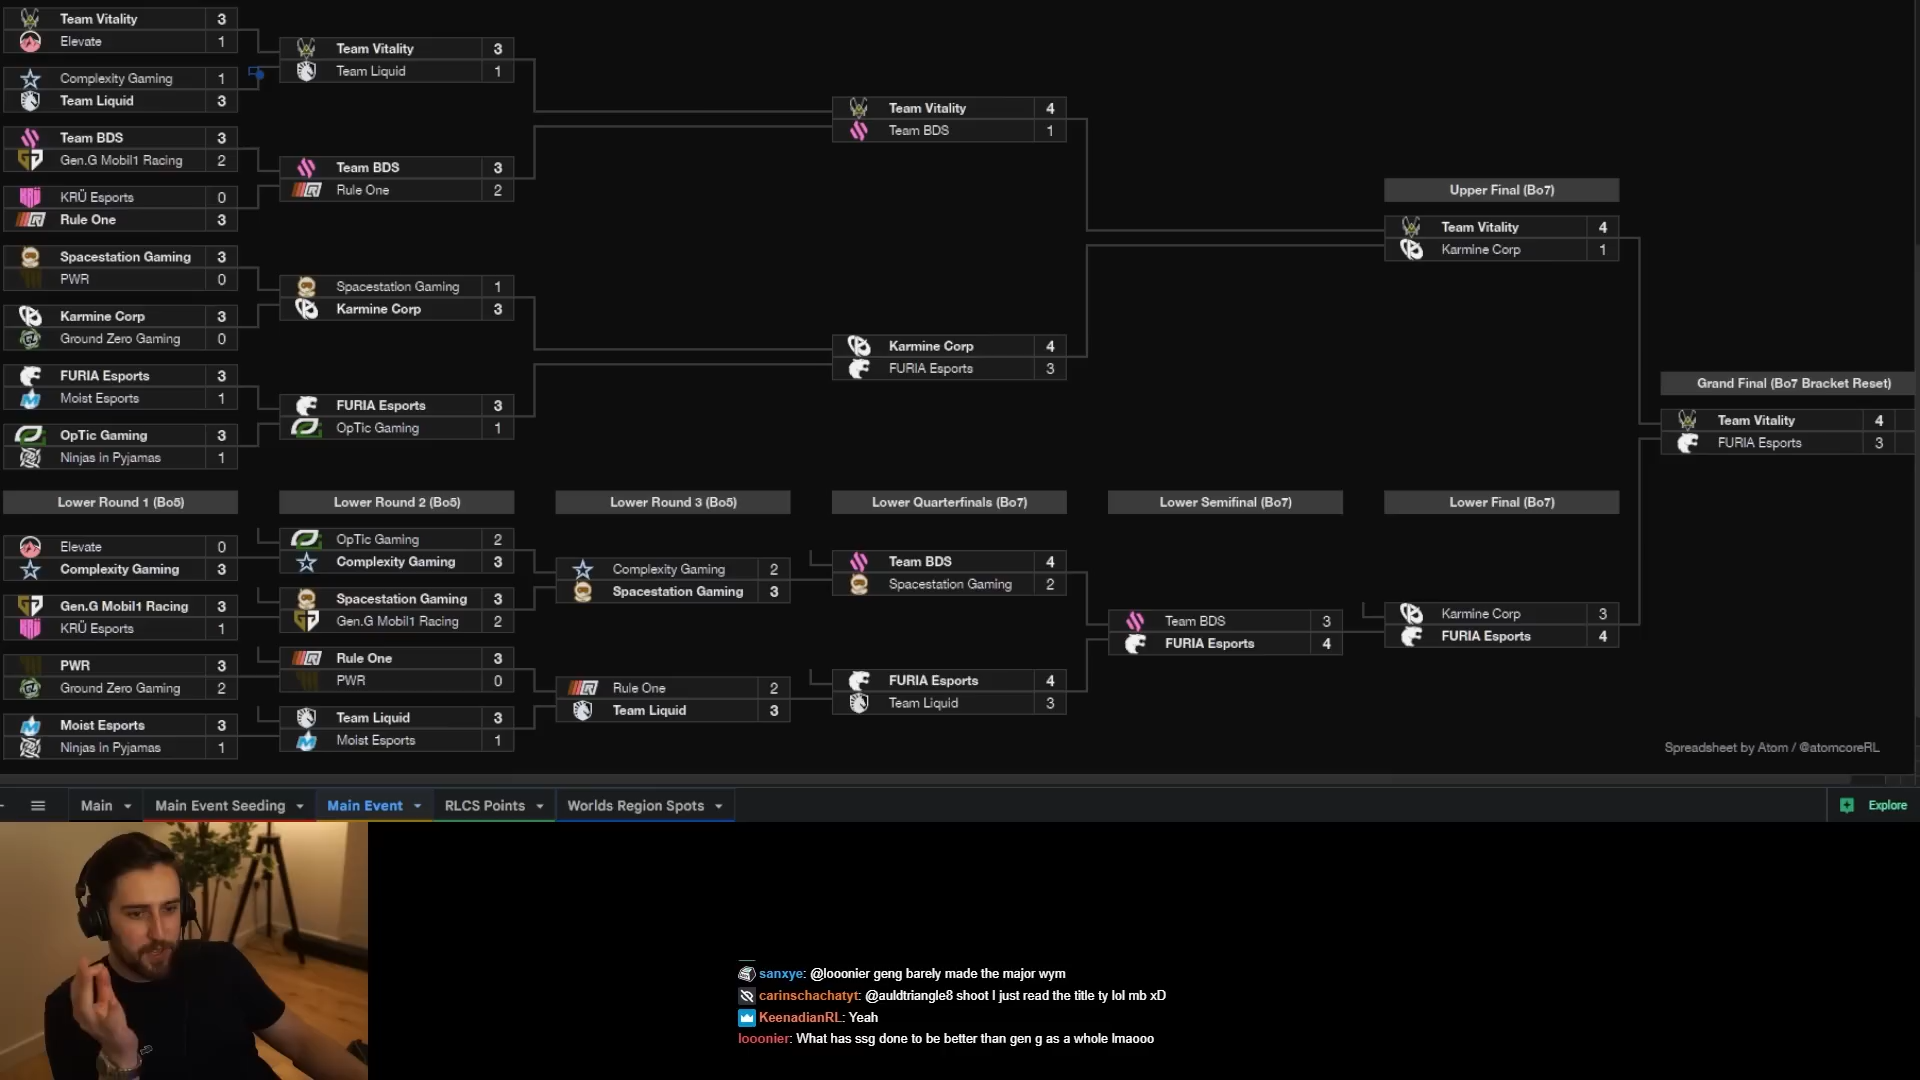 Team Vitality 3
Elevate 1
Complexity Gaming 1
Team Liquid 3
Team BDS 3
Gen.G Mobil1 Racing 2
KRÜ Esports 0
Rule One 3
Spacestation Gaming 3
PWR 0
Karmine Corp 3
Ground Zero Gaming 0
FURIA Esports 3
Moist Esports 1
OpTic Gaming 3
Ninjas in Pyjamas 1
Team Vitality 3
Team Liquid 1
Team BDS 3
Rule One 2
Spacestation Gaming 1
Karmine Corp 3
FURIA Esports 3
OpTic Gaming 1
Team Vitality 4
Team BDS 1
Karmine Corp 4
FURIA Esports 3
Upper Final (Bo7)
Team Vitality 4
Karmine Corp 1
Grand Final (Bo7 Bracket Reset)
Team Vitality 4
FURIA Esports 3
Lower Round 1 (Bo5)
Elevate 0
Complexity Gaming 3
Gen.G Mobil1 Racing 3
KRÜ Esports 1
PWR 3
Ground Zero Gaming 2
Moist Esports 3
Ninjas in Pyjamas 1
Lower Round 2 (Bo5)
OpTic Gaming 2
Complexity Gaming 3
Spacestation Gaming 3
Gen.G Mobil1 Racing 2
Rule One 3
PWR 0
Team Liquid 3
Moist Esports 1
Lower Round 3 (Bo5)
Complexity Gaming 2
Spacestation Gaming 3
Rule One 2
Team Liquid 3
Lower Quarterfinals (Bo7)
Team BDS 4
Spacestation Gaming 2
FURIA Esports 4
Team Liquid 3
Lower Semifinal (Bo7)
Team BDS 3
FURIA Esports 4
Lower Final (Bo7)
Karmine Corp 3
FURIA Esports 4
Spreadsheet by Atom / @atomcoreRL
Main Main Event Seeding Main Event RLCS Points Worlds Region Spots Explore
sanxye: @looonier geng barely made the major wym
carinschachatyt: @auldtriangle8 shoot I just read the title ty lol mb xD
KeenadianRL: Yeah
looonier: What has ssg done to be better than gen g as a whole lmaooo